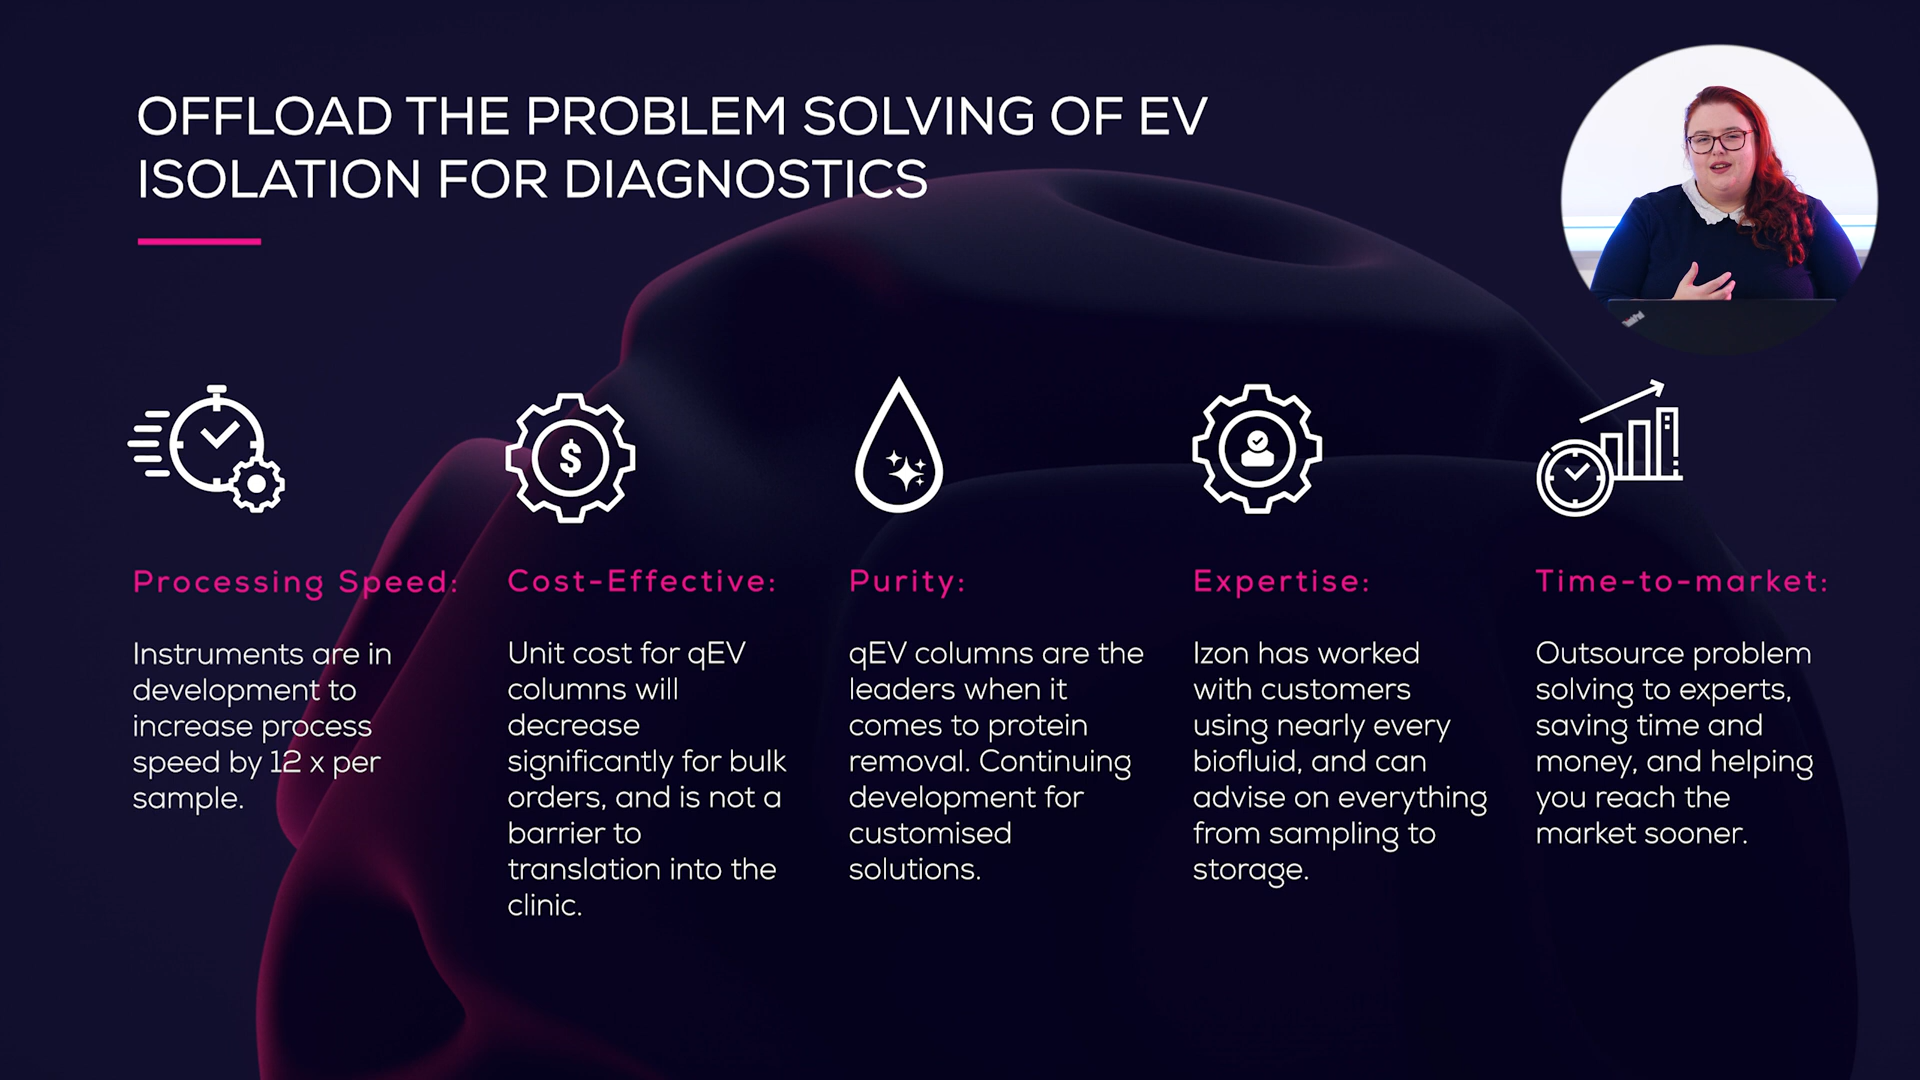 OFFLOAD THE PROBLEM SOLVING OF EV
ISOLATION FOR DIAGNOSTICS
$
Processing Speed:
Instruments are in
development to
increase process
speed by 12 x per
sample.
Cost-Effective:
Unit cost for qEV
columns will
decrease
significantly for bulk
orders, and is not a
barrier to
translation into the
clinic.
Purity:
qEV columns are the
leaders when it
comes to protein
removal. Continuing
development for
customised
solutions.
Expertise:
Izon has worked
with customers
using nearly every
biofluid, and can
advise on everything
from sampling to
storage.
Time-to-market:
Outsource problem
solving to experts,
saving time and
money, and helping
you reach the
market sooner.